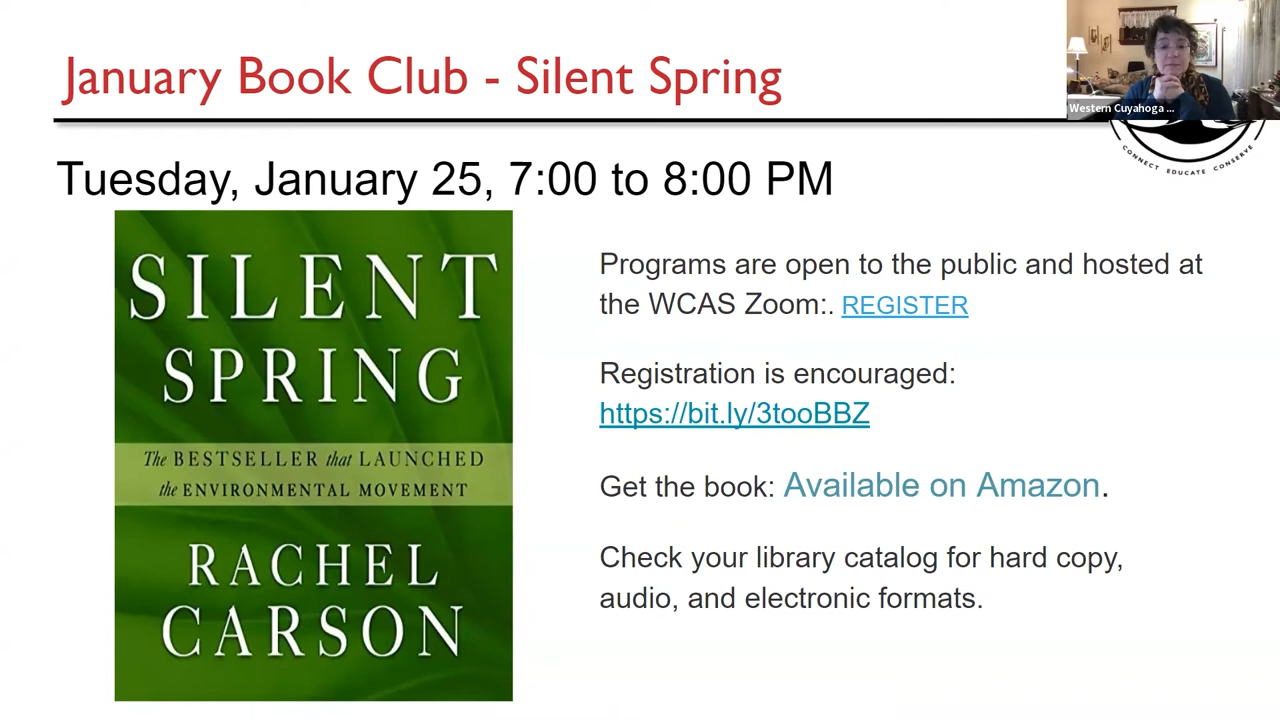 January Book Club - Silent Spring
Western Cuyahoga ...
CONNECT EDUCATE CONSERVE
Tuesday, January 25, 7:00 to 8:00 PM
SILENT
SPRING
The BESTSELLER that LAUNCHED
the ENVIRONMENTAL MOVEMENT
RACHEL
CARSON
Programs are open to the public and hosted at
the WCAS Zoom:. REGISTER
Registration is encouraged:
https://bit.ly/3tooBBZ
Get the book: Available on Amazon.
Check your library catalog for hard copy,
audio, and electronic formats.